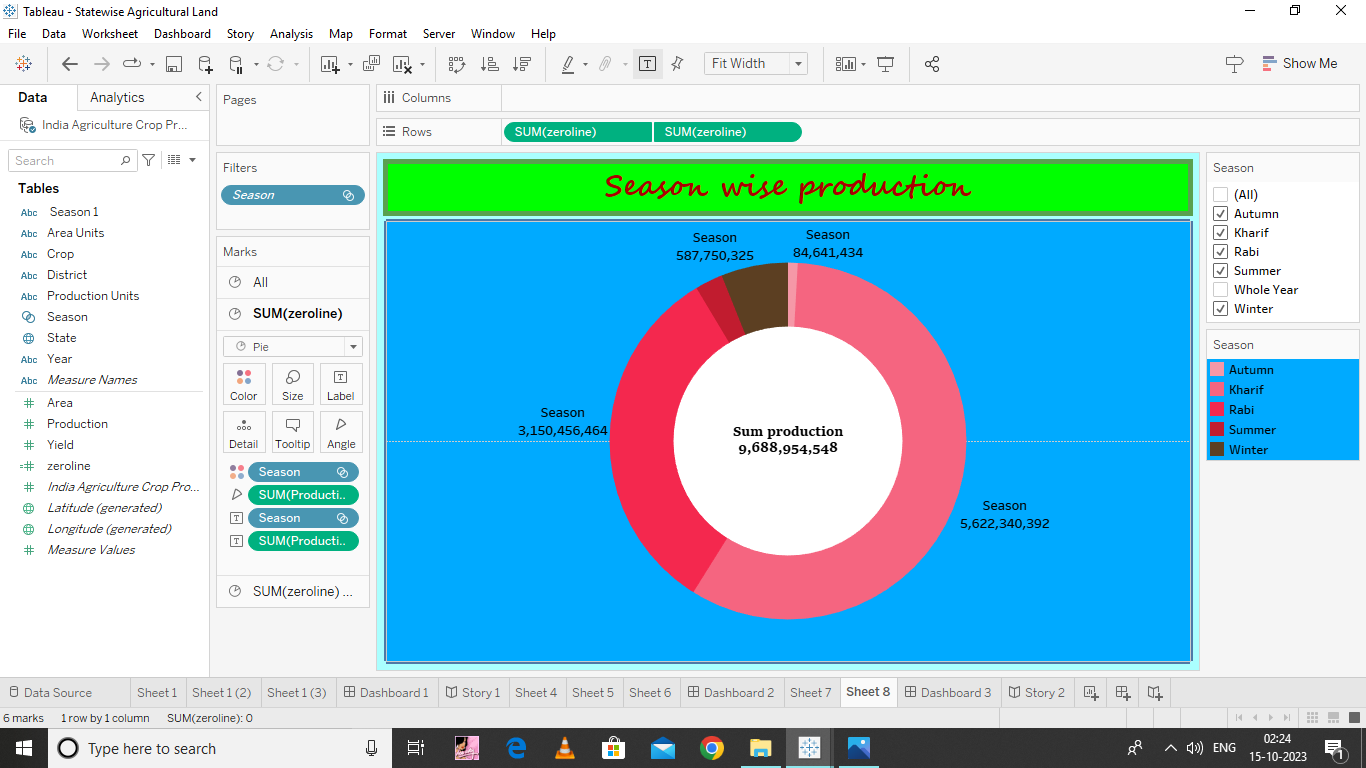 Tableau - Statewise Agricultural Land
File Data Worksheet Dashboard Story Analysis Map Format Server Window Help
Fit Width
Show Me
Data Analytics
India Agriculture Crop Pr...
Search
Tables
Abc Season 1
Abc Area Units
Abc Crop
Abc District
Abc Production Units
Season
State
Abc Year
Abc Measure Names
Area
Production
Yield
zeroline
India Agriculture Crop Pro...
Latitude (generated)
Longitude (generated)
Measure Values
Pages
Filters
Season
Marks
All
SUM(zeroline)
Pie
Color Size Label
Detail Tooltip Angle
Season
SUM(Producti..
Season
SUM(Producti..
SUM(zeroline) ...
Columns
Rows SUM(zeroline) SUM(zeroline)
Season wise production
Season
587,750,325
Season
84,641,434
Season
3,150,456,464
Sum production
9,688,954,548
Season
5,622,340,392
Season
(All)
Autumn
Kharif
Rabi
Summer
Whole Year
Winter
Season
Autumn
Kharif
Rabi
Summer
Winter
Data Source Sheet 1 Sheet 1 (2) Sheet 1 (3) Dashboard 1 Story 1 Sheet 4 Sheet 5 Sheet 6 Dashboard 2 Sheet 7 Sheet 8 Dashboard 3 Story 2
6 marks 1 row by 1 column SUM(zeroline): 0
Type here to search
ENG
02:24
15-10-2023
1